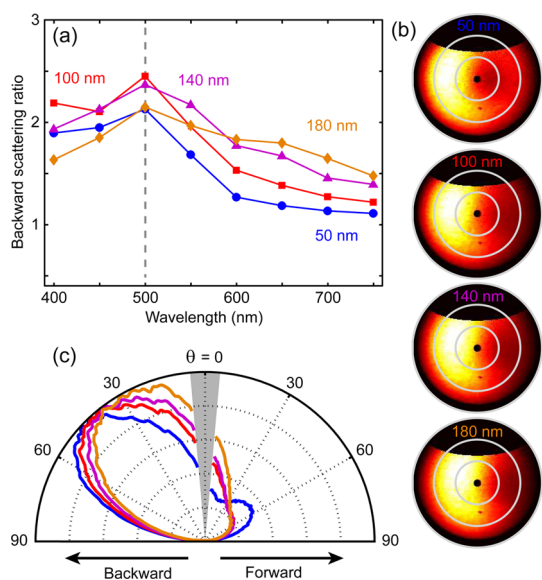 (a)
(b)
3
2
1
Backward scattering ratio
100 nm
140 nm
180 nm
50 nm
400
500
600
700
Wavelength (nm)
50 nm
100 nm
140 nm
180 nm
(c)
θ = 0
30
30
60
60
90
90
Backward
Forward